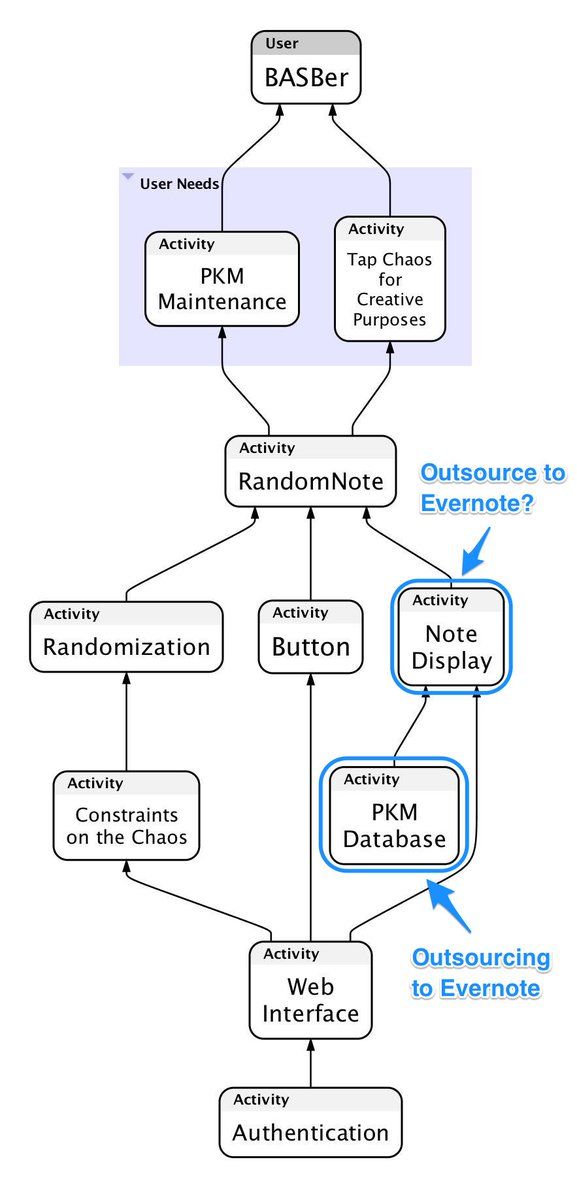 User
BASBer
User Needs
Activity
PKM
Maintenance
Activity
Tap Chaos
for
Creative
Purposes
Activity
RandomNote
Outsource to
Evernote?
Activity
Randomization
Activity
Button
Activity
Note
Display
Activity
Constraints
on the Chaos
Activity
PKM
Database
Outsourcing
to Evernote
Activity
Web
Interface
Activity
Authentication